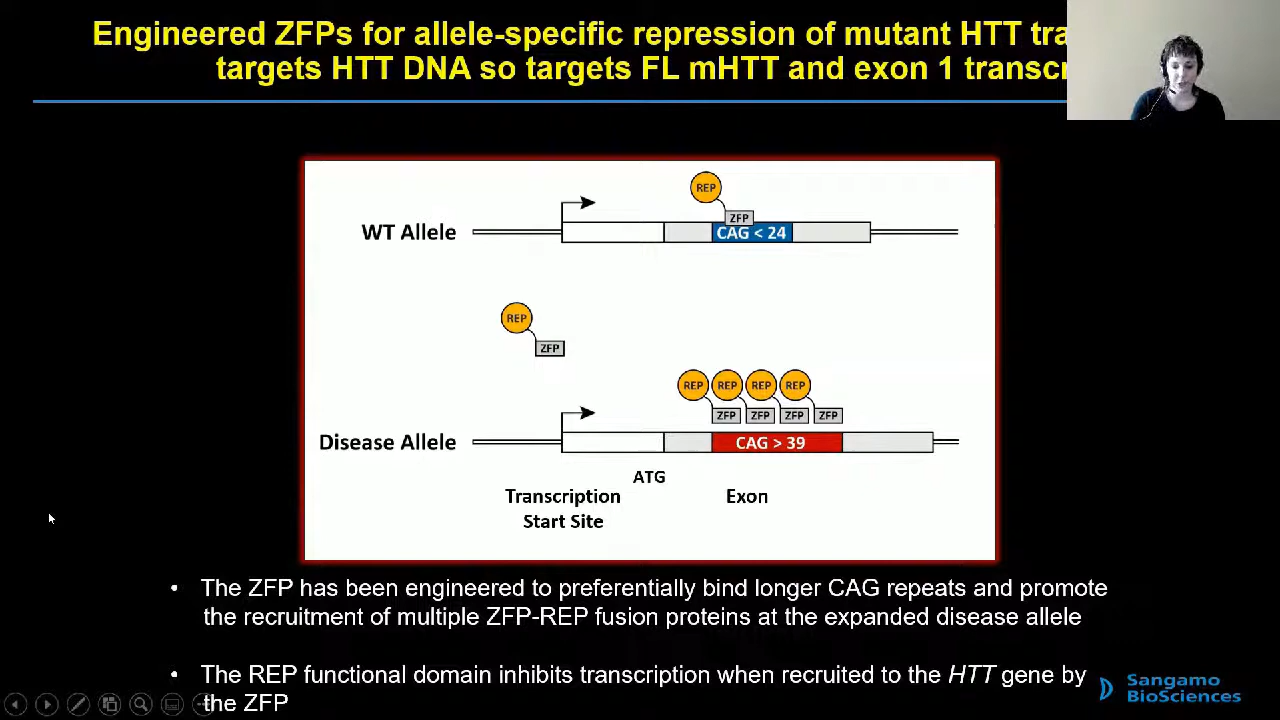 Engineered ZFPs for allele-specific repression of mutant HTT
targets HTT DNA so targets FL mHTT and exon 1
REP
ZFP
WT Allele
CAG < 24
REP
ZFP
REP REP REP REP
ZFP ZFP ZFP ZFP
Disease Allele
CAG > 39
ATG
Transcription
Start Site
Exon
• The ZFP has been engineered to preferentially bind longer CAG repeats and promote
the recruitment of multiple ZFP-REP fusion proteins at the expanded disease allele
• The REP functional domain inhibits transcription when recruited to the HTT gene by
the ZFP
Sangamo
BioSciences